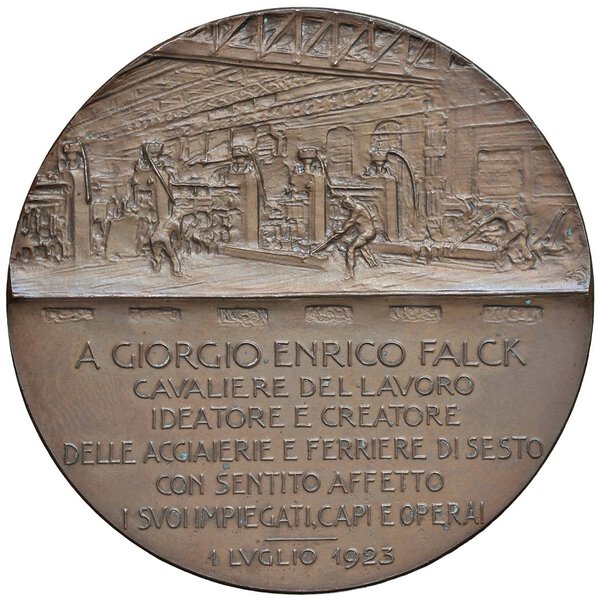 A GIORGIO ENRICO FALCK
CAVALIERE DEL LAVORO
IDEATORE E CREATORE
DELLE ACCIAIERIE E FERRIERE DI SESTO
CON SENTITO AFFETTO
I SVOI IMPIEGATI, CAPI E OPERAI
1 LVGLIO 1923